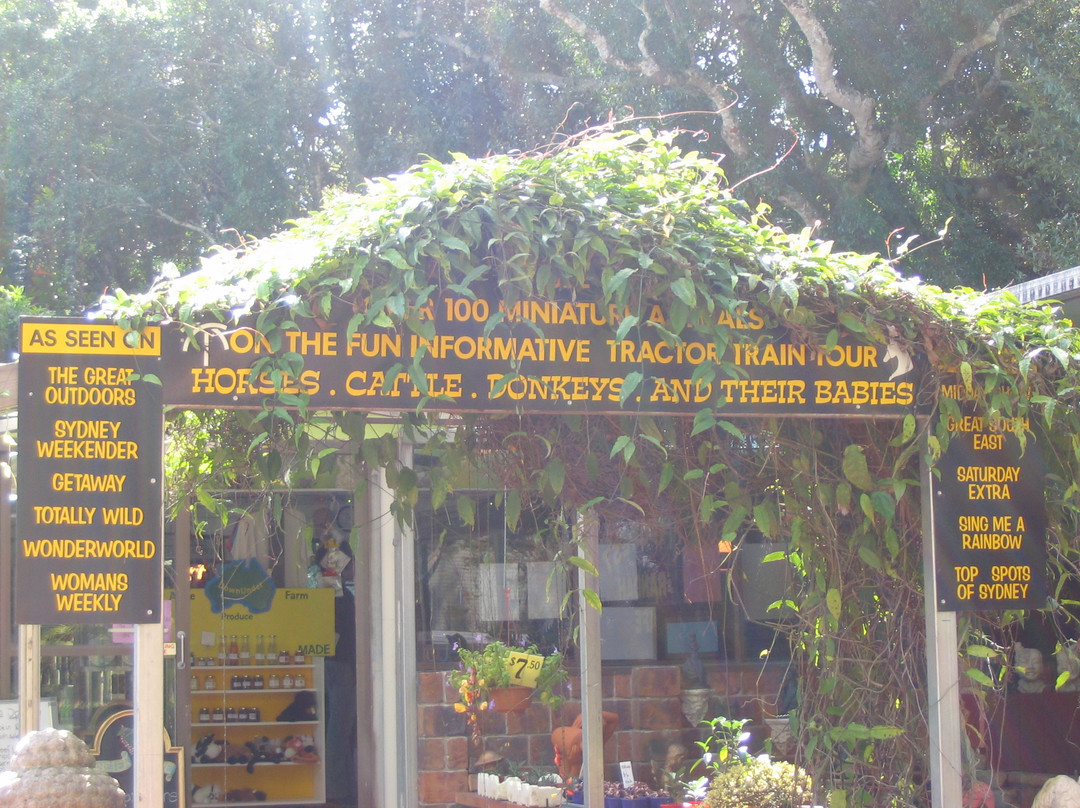 AS SEEN ON
THE GREAT
OUTDOORS
SYDNEY
WEEKENDER
GETAWAY
TOTALLY WILD
WONDERWORLD
WOMANS
WEEKLY
100 MINIATURE
ON THE FUN INFORMATIVE TRACTOR TRAIN TOUR
HORSES . CATTLE . DONKEYS . AND THEIR BABIES
GREAT SOUTH
EAST
SATURDAY
EXTRA
SING ME A
RAINBOW
TOP SPOTS
OF SYDNEY
Farm
Produce
MADE
$7.50